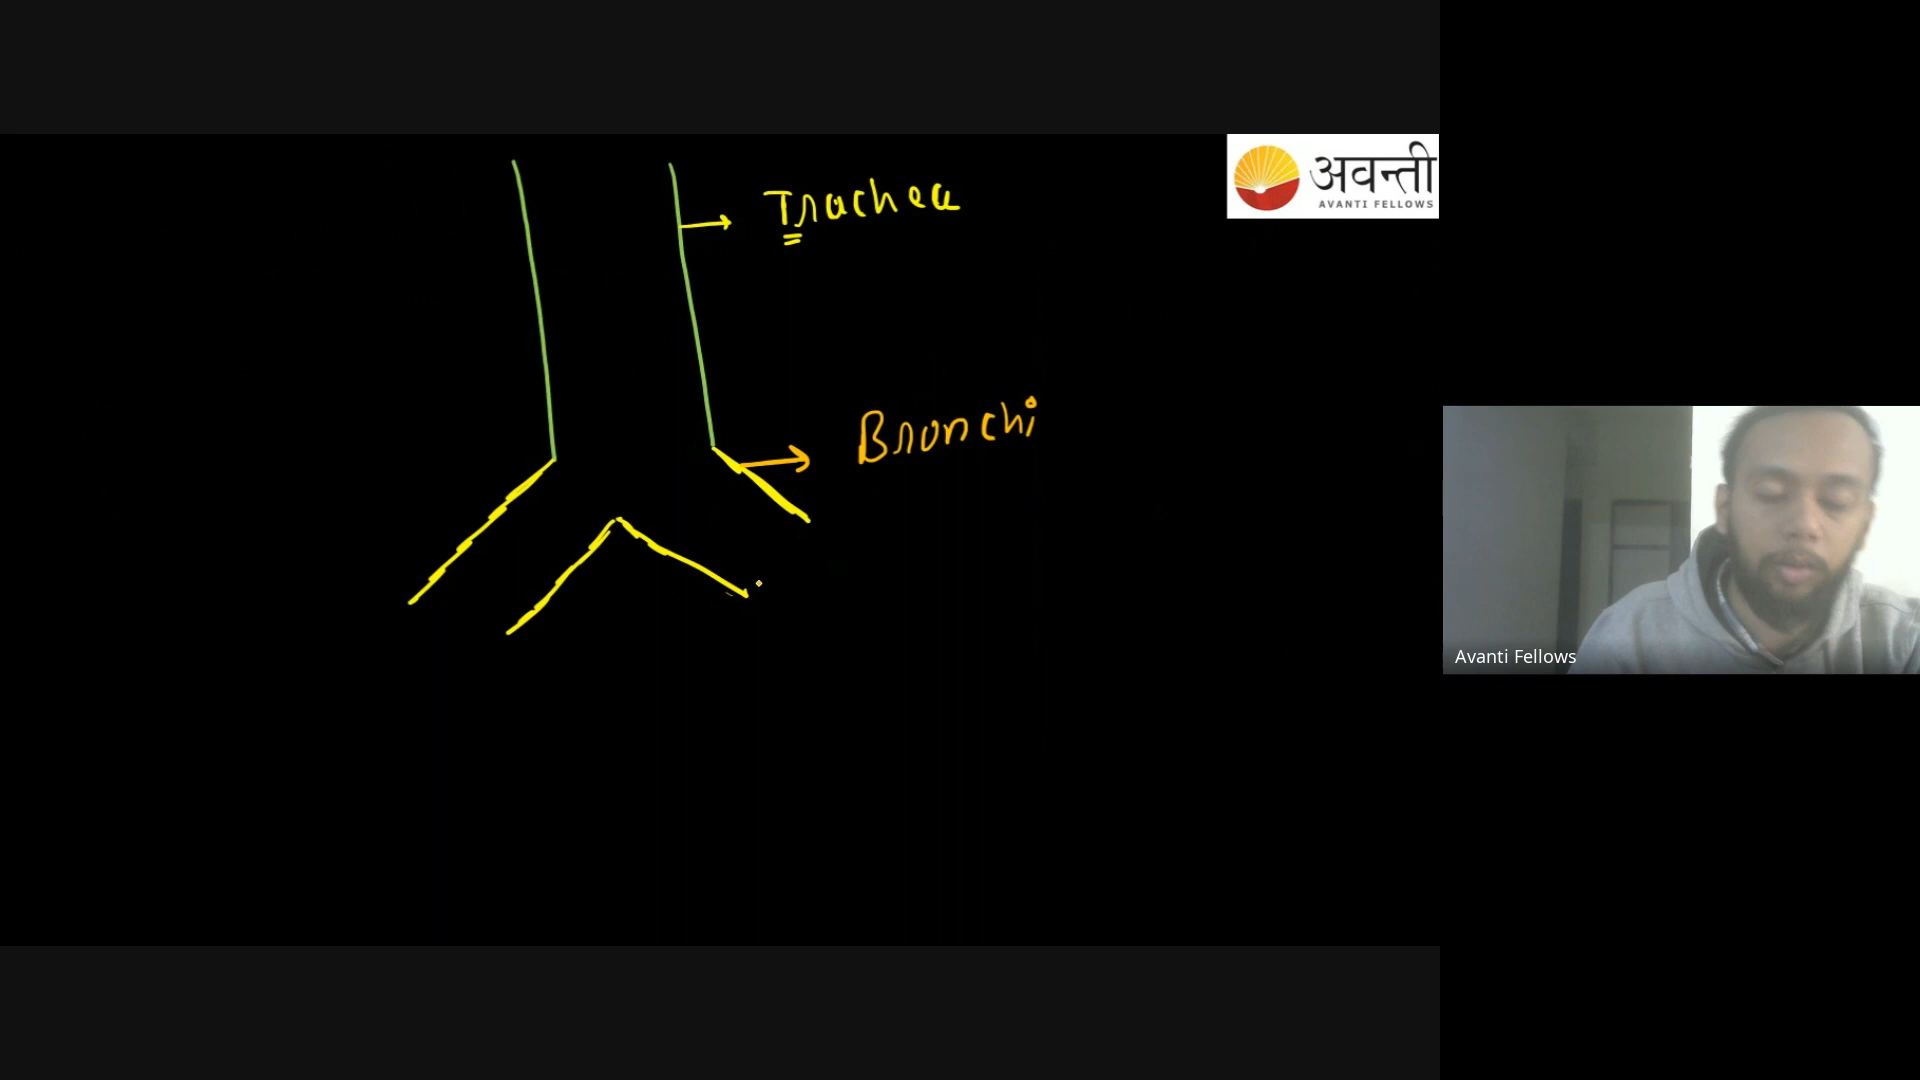 Trachea
अवन्ती
AVANTI FELLOWS
Bronchi
Avanti Fellows